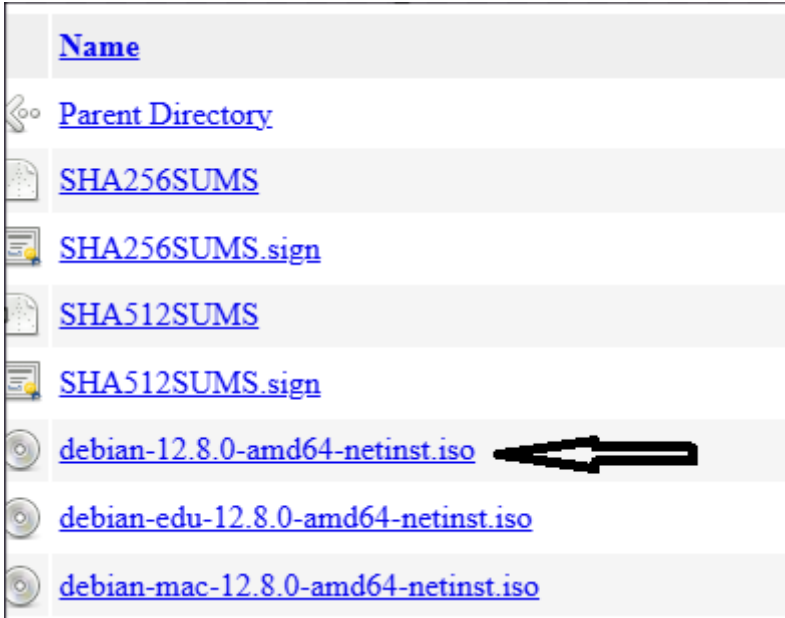 Name
Parent Directory
SHA256SUMS
SHA256SUMS.sign
SHA512SUMS
SHA512SUMS.sign
debian-12.8.0-amd64-netinst.iso
debian-edu-12.8.0-amd64-netinst.iso
debian-mac-12.8.0-amd64-netinst.iso